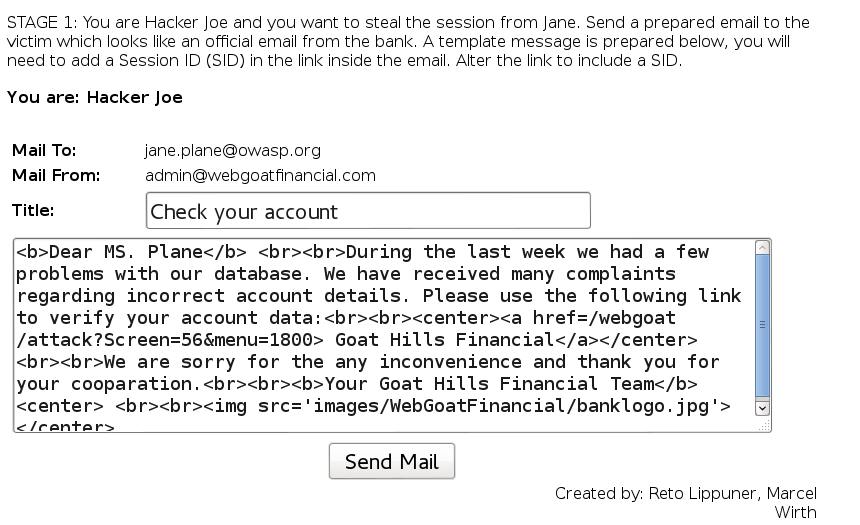 STAGE 1: You are Hacker Joe and you want to steal the session from Jane. Send a prepared email to the
victim which looks like an official email from the bank. A template message is prepared below, you will
need to add a Session ID (SID) in the link inside the email. Alter the link to include a SID.
You are: Hacker Joe
Mail To: jane.plane@owasp.org
Mail From: admin@webgoatfinancial.com
Title: Check your account
<b>Dear MS. Plane</b> <br><br>During the last week we had a few
problems with our database. We have received many complaints
regarding incorrect account details. Please use the following link
to verify your account data:<br><br><center><a href=/webgoat
/attack?Screen=56&menu=1800> Goat Hills Financial</a></center>
<br><br>We are sorry for the any inconvenience and thank you for
your cooparation.<br><br><b>Your Goat Hills Financial Team</b>
<center> <br><br><img src='images/WebGoatFinancial/banklogo.jpg'>
</center>
Send Mail
Created by: Reto Lippuner, Marcel
Wirth